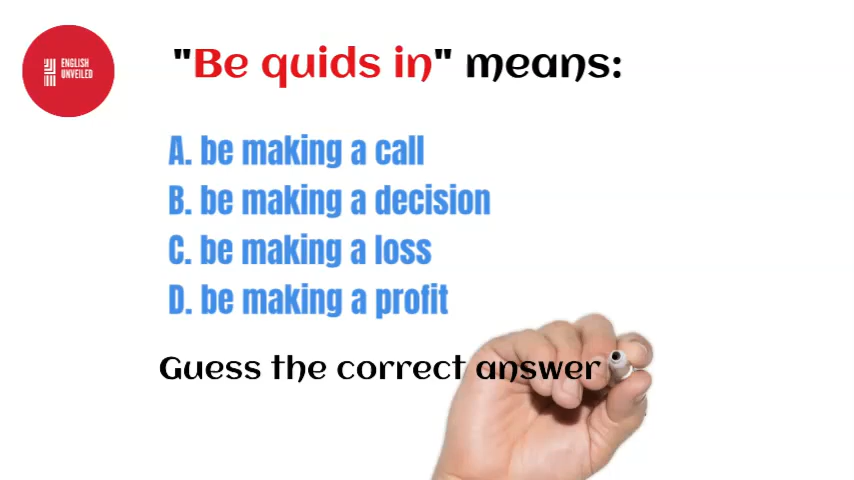 ENGLISH
UNVEILED
"Be quids in" means:
A. be making a call
B. be making a decision
C. be making a loss
D. be making a profit
Guess the correct answer